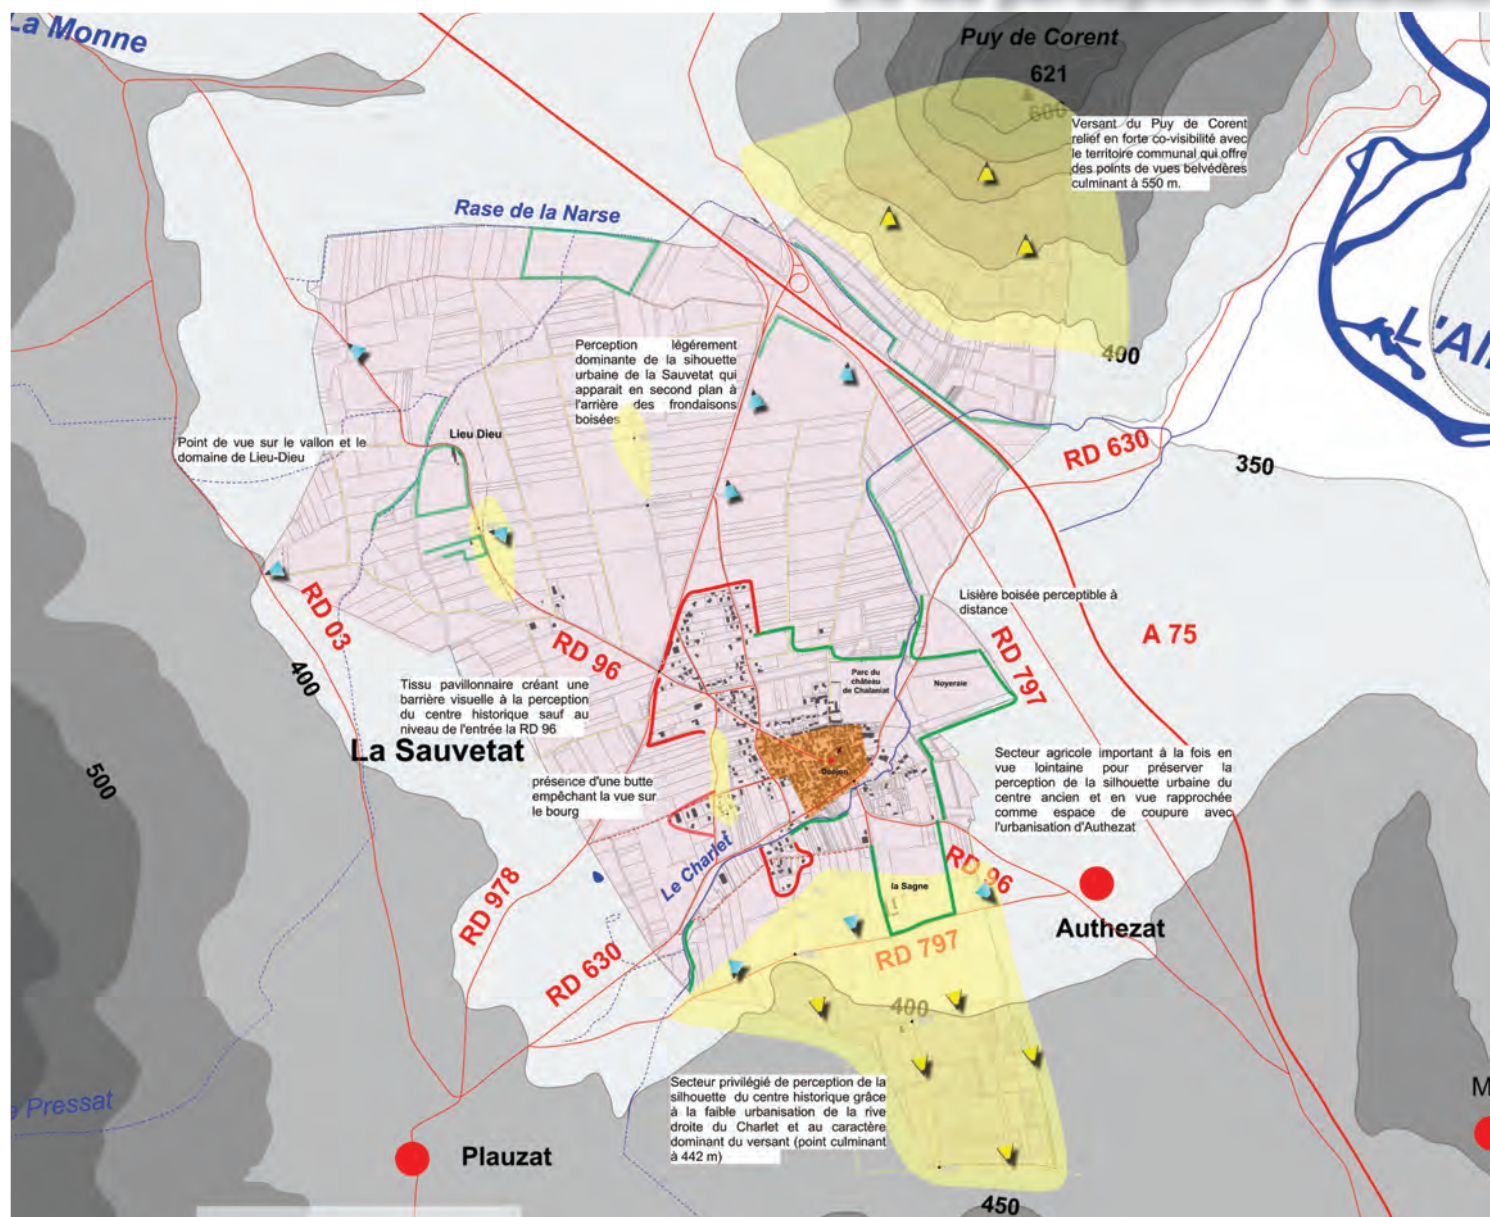 La Monne
Puy de Corent
621
600
Versant du Puy de Corent
relief en forte co-visibilité avec
le territoire communal qui offre
des points de vues belvédères
culminant à 550 m.
Rase de la Narse
L'All
400
Perception légérement
dominante de la sihouette
urbaine de la Sauvetat qui
apparait en second plan à
l'arrière des frondaisons
boisées
Point de vue sur le vallon et le
domaine de Lieu-Dieu
Lieu Dieu
RD 630
350
RD 03
Lisière boisée perceptible à
distance
A 75
RD 96
RD 797
400
Parc du
château
de Chalaniat
Noyeraie
Tissu pavillonnaire créant une
barrière visuelle à la perception
du centre historique sauf au
niveau de l'entrée la RD 96
La Sauvetat
500
Donjon
présence d'une butte
empêchant la vue sur
le bourg
Secteur agricole important à la fois en
vue lointaine pour préserver la
perception de la silhouette urbaine du
centre ancien et en vue rapprochée
comme espace de coupure avec
l'urbanisation d'Authezat
Le Charlet
RD 96
la Sagne
RD 978
Authezat
RD 797
RD 630
400
Secteur privilégié de perception de la
silhouette du centre historique grâce
à la faible urbanisation de la rive
droite du Charlet et au caractère
dominant du versant (point culminant
à 442 m)
Pressat
M
Plauzat
450